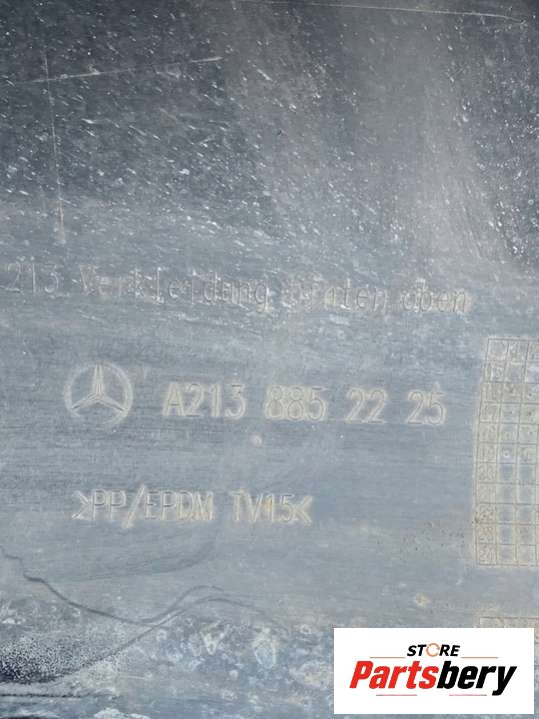 213 Verkleidung hinten oben
A213 885 22 25
>PP/EPDM TV15<
STORE
Partsbery